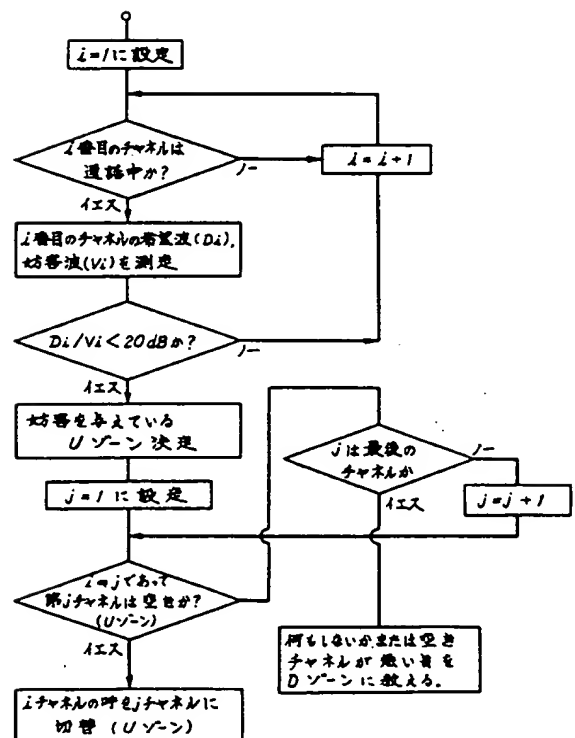 i=1に設定
i番目のチャネルは
通話中か?
ノー
i=i+1
イエス
i番目のチャネルの希望波(Di),
妨害波(Vi)を測定
Di/Vi<20dBか?
ノー
イエス
妨害を与えている
Uゾーン決定
j=1に設定
jは最後の
チャネルか
ノー
イエス
j=j+1
i=jであって
第jチャネルは空きか?
(Uゾーン)
イエス
何もしないかまたは空き
チャネルが無い旨を
Dゾーンに教える。
iチャネルの呼をjチャネルに
切替(Uゾーン)